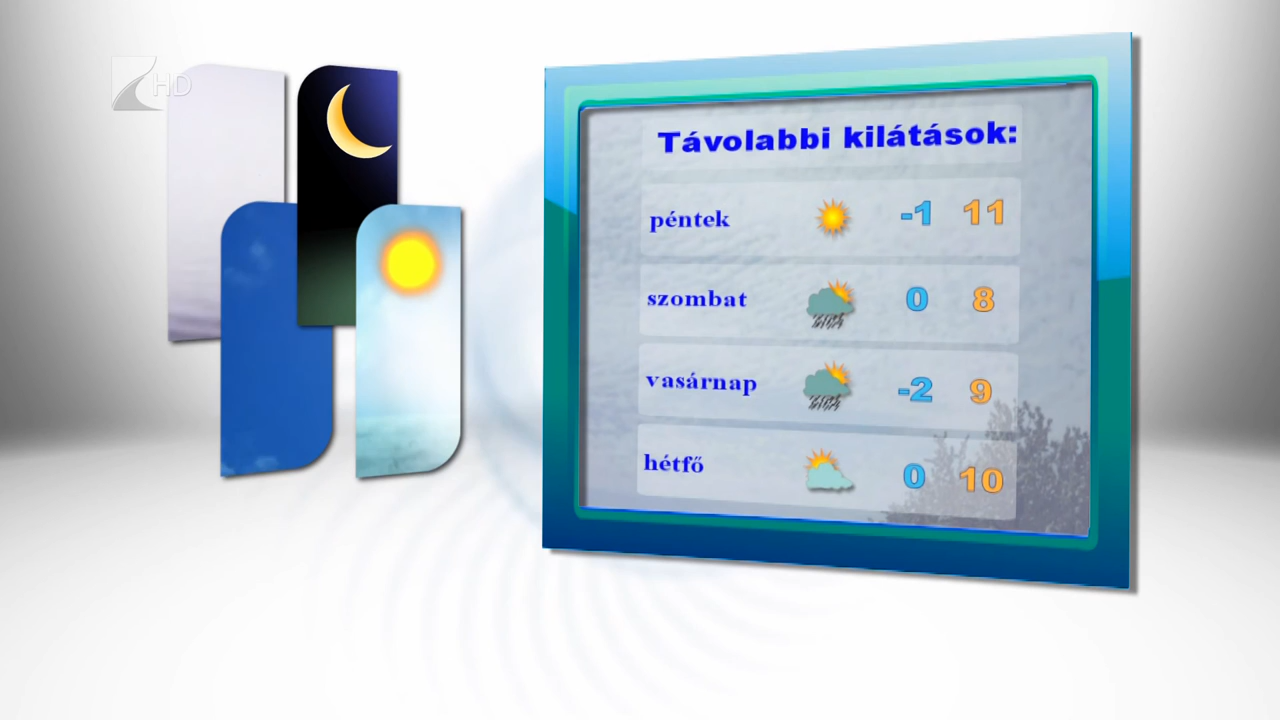 HD
Távolabbi kilátások:
péntek -1 11
szombat 0 8
vasárnap -2 9
hétfő 0 10